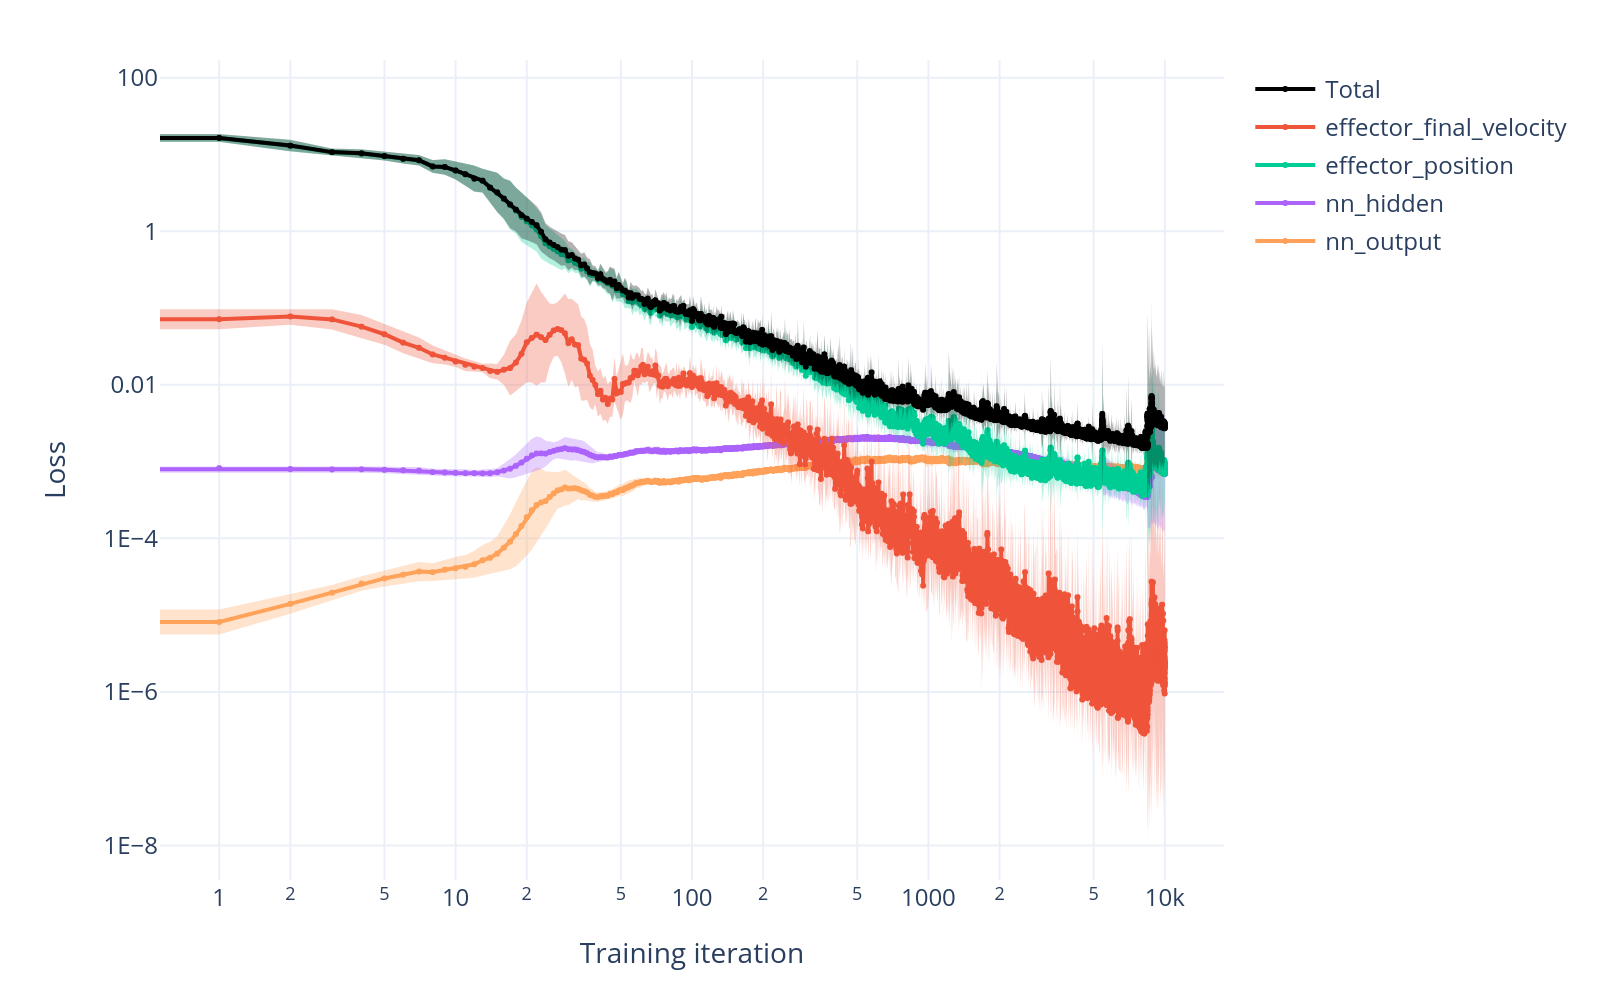 100
1
0.01
1E−4
1E−6
1E−8
Loss
1 2 5 10 2 5 100 2 5 1000 2 5 10k
Training iteration
Total
effector_final_velocity
effector_position
nn_hidden
nn_output